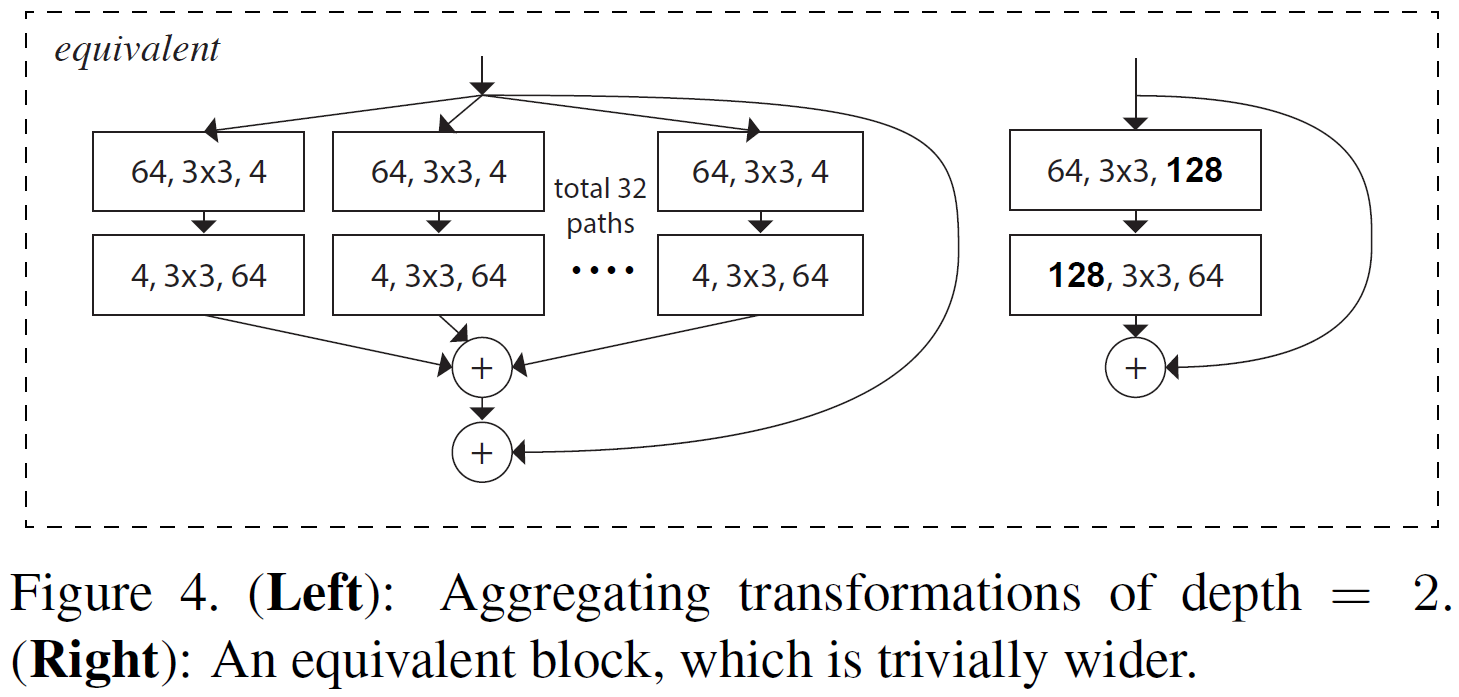 equivalent
64, 3x3, 4
64, 3x3, 4
64, 3x3, 4
total 32
paths
....
4, 3x3, 64
4, 3x3, 64
4, 3x3, 64
+
+
64, 3x3, 128
128, 3x3, 64
+
Figure 4. (Left): Aggregating transformations of depth = 2.
(Right): An equivalent block, which is trivially wider.